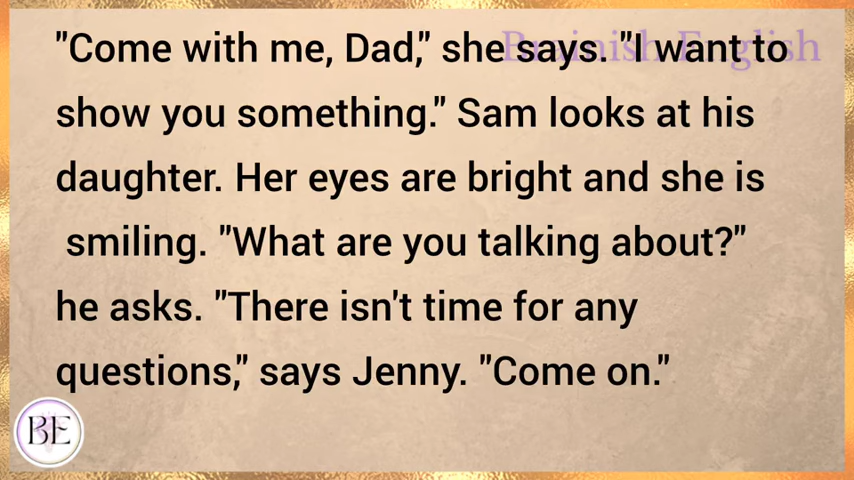 Brainish English
"Come with me, Dad," she says. "I want to
show you something." Sam looks at his
daughter. Her eyes are bright and she is
smiling. "What are you talking about?"
he asks. "There isn't time for any
questions," says Jenny. "Come on."
BE